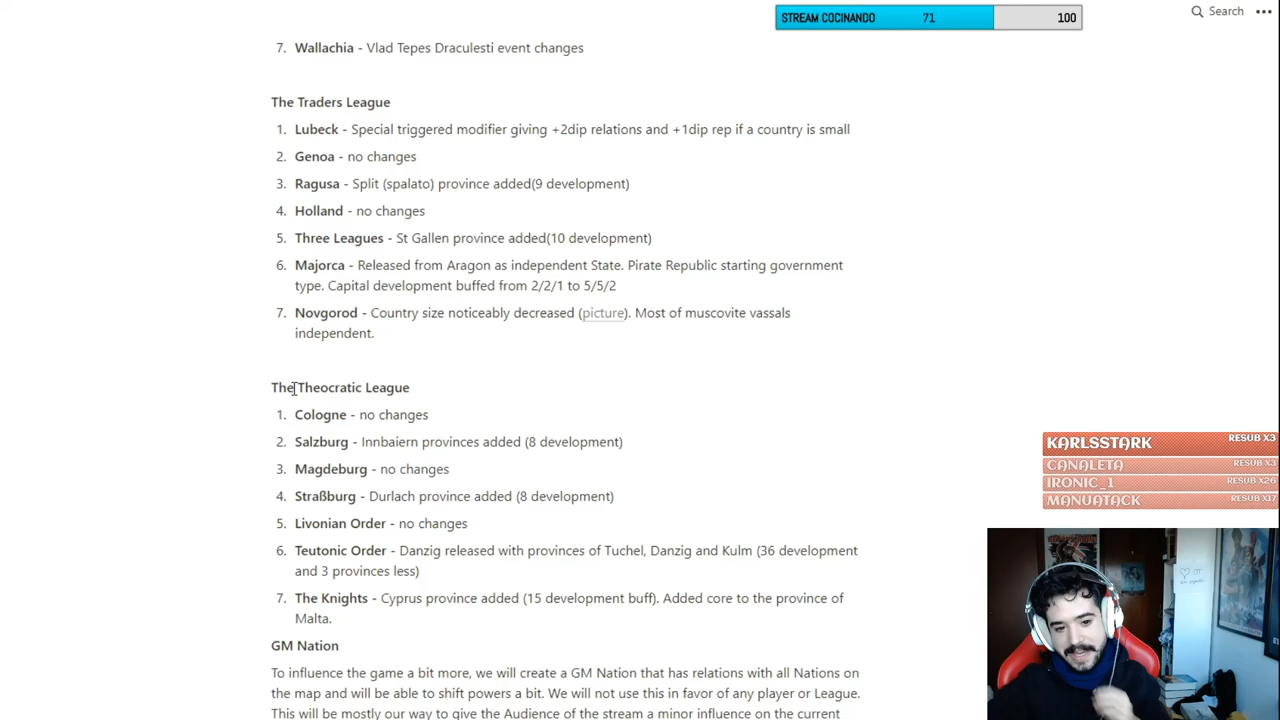 STREAM COCINANDO 71 100
Search
7. Wallachia - Vlad Tepes Draculesti event changes
The Traders League
1. Lubeck - Special triggered modifier giving +2dip relations and +1dip rep if a country is small
2. Genoa - no changes
3. Ragusa - Split (spalato) province added(9 development)
4. Holland - no changes
5. Three Leagues - St Gallen province added(10 development)
6. Majorca - Released from Aragon as independent State. Pirate Republic starting government
type. Capital development buffed from 2/2/1 to 5/5/2
7. Novgorod - Country size noticeably decreased (picture). Most of muscovite vassals
independent.
The Theocratic League
1. Cologne - no changes
2. Salzburg - Innbaiern provinces added (8 development)
3. Magdeburg - no changes
4. Straßburg - Durlach province added (8 development)
5. Livonian Order - no changes
6. Teutonic Order - Danzig released with provinces of Tuchel, Danzig and Kulm (36 development
and 3 provinces less)
7. The Knights - Cyprus province added (15 development buff). Added core to the province of
Malta.
GM Nation
To influence the game a bit more, we will create a GM Nation that has relations with all Nations on
the map and will be able to shift powers a bit. We will not use this in favor of any player or League.
This will be mostly our way to give the Audience of the stream a minor influence on the current
KARLSSTARK RESUB X3
CANALETA RESUB X3
IRONIC_1 RESUB X26
MANUATACK RESUB X17